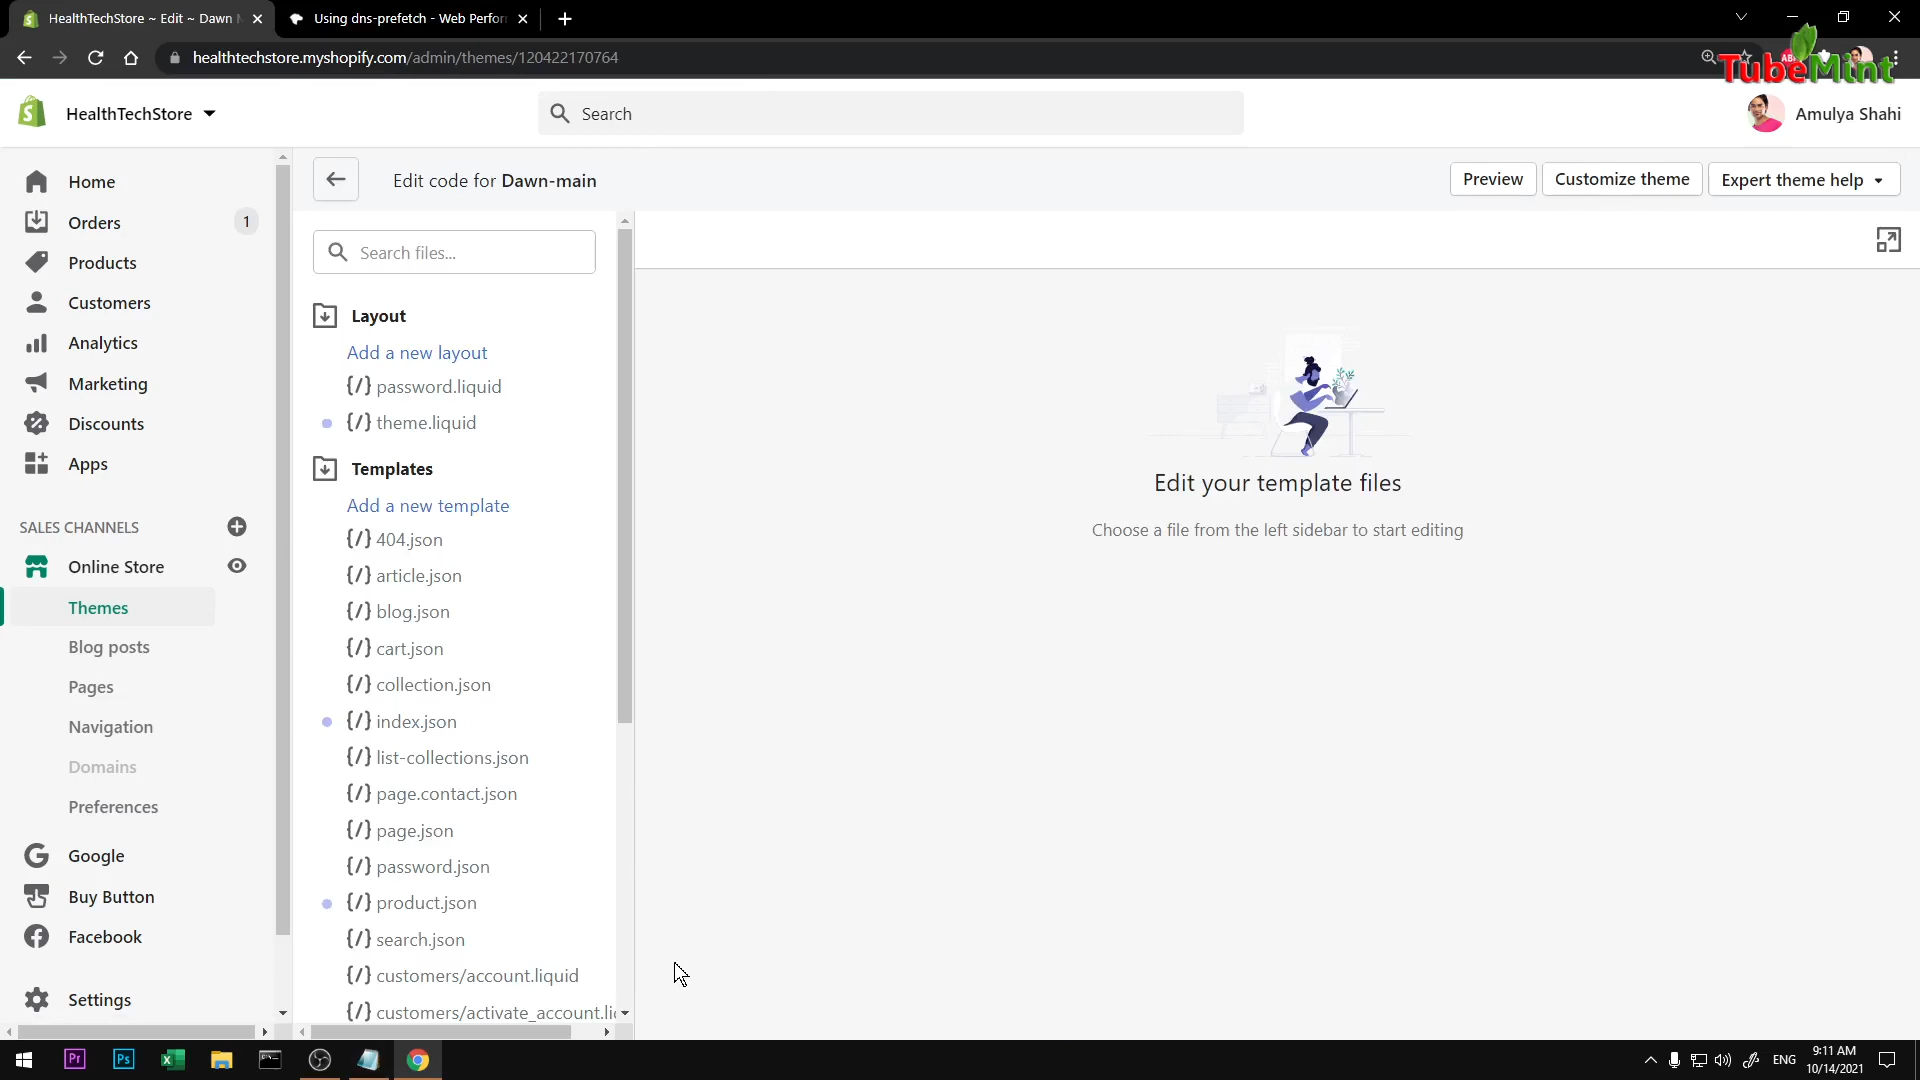 HealthTechStore ~ Edit ~ Dawn
Using dns-prefetch - Web Perfor
healthtechstore.myshopify.com/admin/themes/120422170764
TubeMint
HealthTechStore
Search
Amulya Shahi
Home
Orders
1
Products
Customers
Analytics
Marketing
Discounts
Apps
SALES CHANNELS
Online Store
Themes
Blog posts
Pages
Navigation
Domains
Preferences
Google
Buy Button
Facebook
Settings
Edit code for Dawn-main
Preview
Customize theme
Expert theme help
Search files...
Layout
Add a new layout
{/} password.liquid
{/} theme.liquid
Templates
Add a new template
{/} 404.json
{/} article.json
{/} blog.json
{/} cart.json
{/} collection.json
{/} index.json
{/} list-collections.json
{/} page.contact.json
{/} page.json
{/} password.json
{/} product.json
{/} search.json
{/} customers/account.liquid
{/} customers/activate_account.li
Edit your template files
Choose a file from the left sidebar to start editing
Pr
Ps
ENG
9:11 AM
10/14/2021